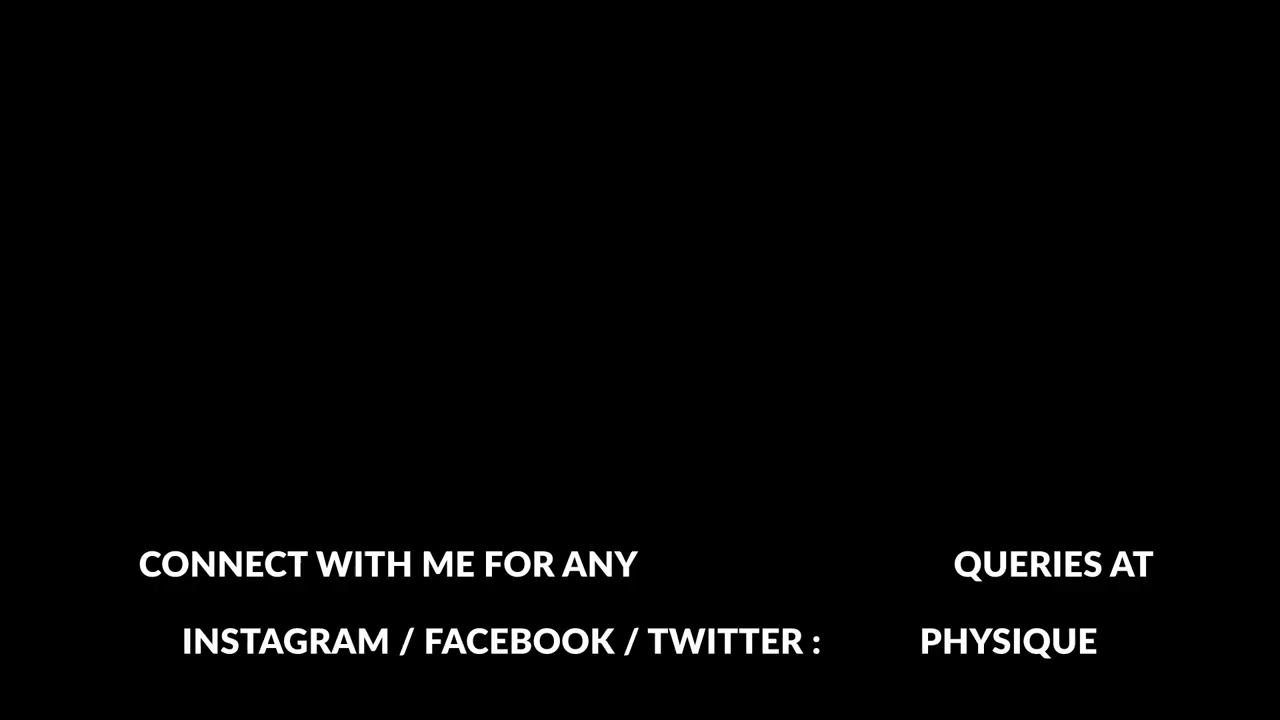 CONNECT WITH ME FOR ANY QUERIES AT
INSTAGRAM / FACEBOOK / TWITTER : PHYSIQUE